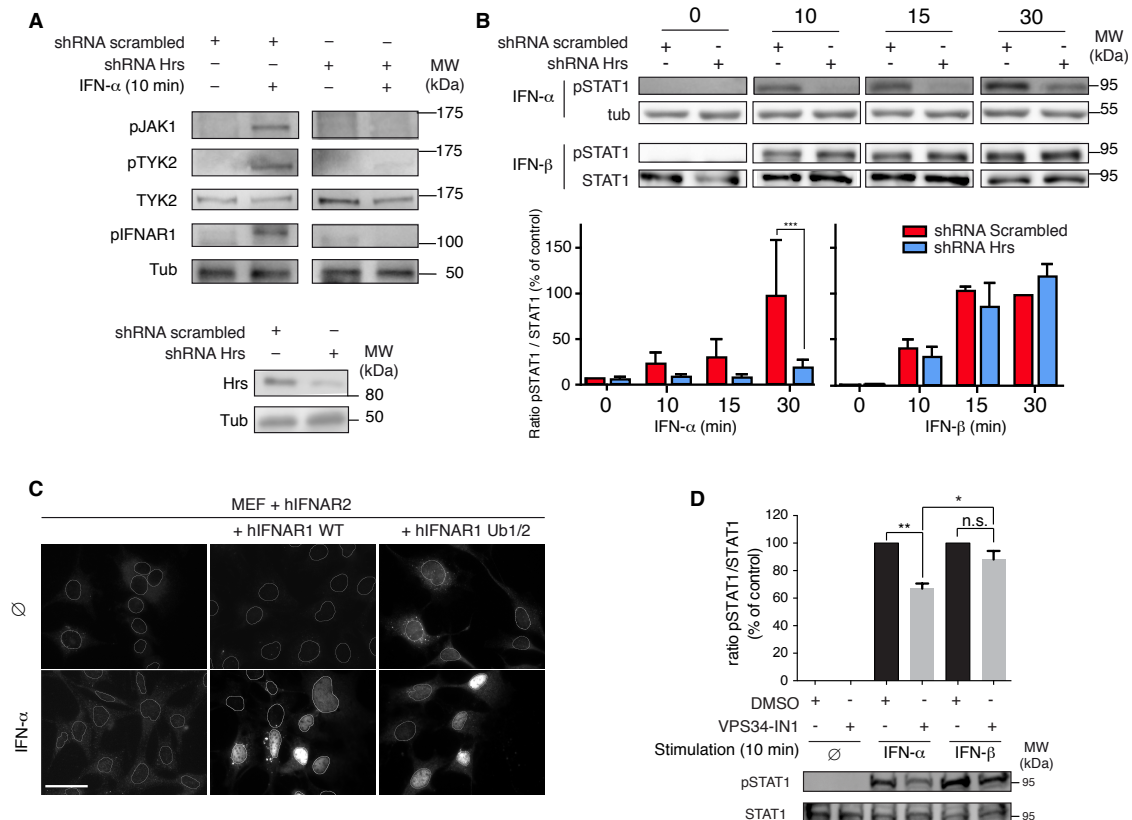 A
shRNA scrambled + + – –
shRNA Hrs – – + +
IFN-α (10 min) – + – +
MW
(kDa)
pJAK1
175
pTYK2
175
TYK2
175
pIFNAR1
100
Tub
50
shRNA scrambled + –
shRNA Hrs – +
MW
(kDa)
Hrs
80
Tub
50
B
0 10 15 30
MW
(kDa)
shRNA scrambled + - + - + - + -
shRNA Hrs - + - + - + - +
IFN-α
pSTAT1
95
tub
55
IFN-β
pSTAT1
95
STAT1
95
Ratio pSTAT1 / STAT1 (% of control)
150
100
50
0
***
shRNA Scrambled
shRNA Hrs
0 10 15 30
IFN-α (min)
0 10 15 30
IFN-β (min)
C
MEF + hIFNAR2
+ hIFNAR1 WT
+ hIFNAR1 Ub1/2
∅
IFN-α
D
ratio pSTAT1/STAT1
(% of control)
120
100
80
60
40
20
0
**
*
n.s.
DMSO + - + - + -
VPS34-IN1 - + - + - +
Stimulation (10 min) ∅ IFN-α IFN-β
MW
(kDa)
pSTAT1
95
STAT1
95